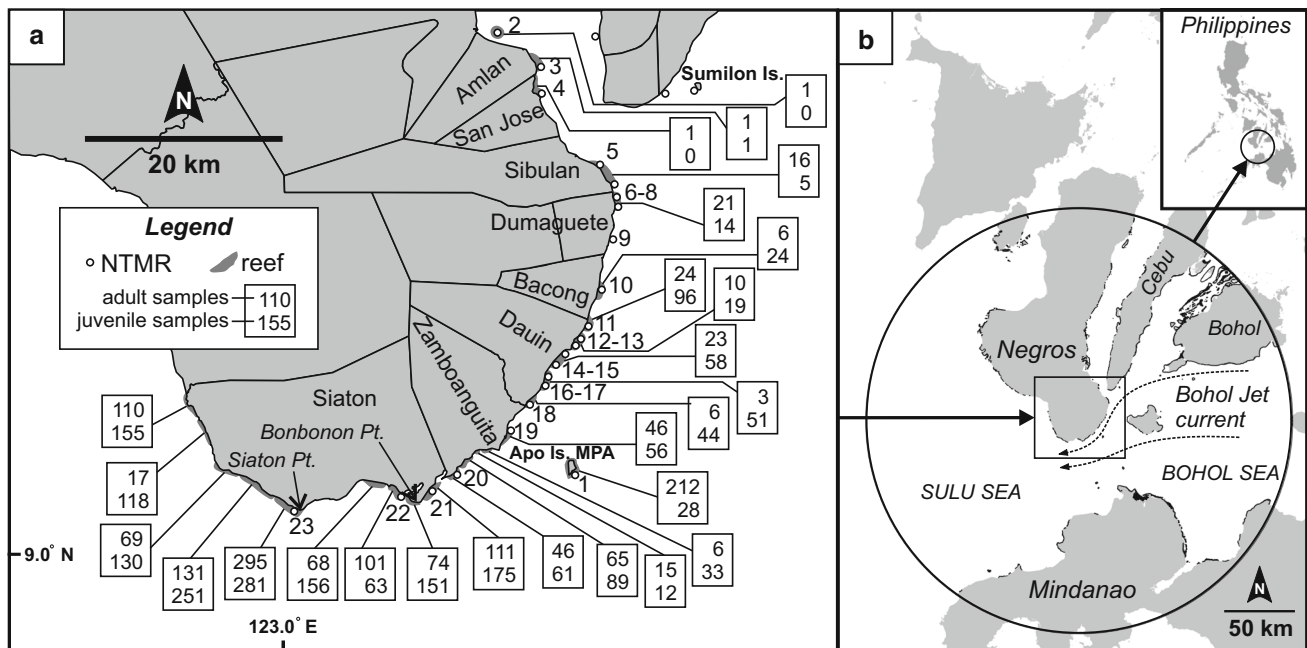 a
N
20 km
Legend
NTMR
reef
adult samples
110
juvenile samples
155
Amlan
San Jose
Sibulan
Dumaguete
Bacong
Dauin
Zamboanguita
Siaton
Bonbonon Pt.
Siaton Pt.
Sumilon Is.
Apo Is. MPA
2
3
4
5
6-8
9
10
11
12-13
14-15
16-17
18
19
1
20
21
22
23
1
0
1
1
1
0
16
5
21
14
6
24
24
96
10
19
23
58
3
51
6
44
46
56
212
28
110
155
17
118
69
130
131
251
295
281
68
156
101
63
74
151
111
175
46
61
65
89
15
12
6
33
9.0° N
123.0° E
b
Philippines
Cebu
Bohol
Negros
Bohol Jet
current
BOHOL SEA
SULU SEA
Mindanao
N
50 km